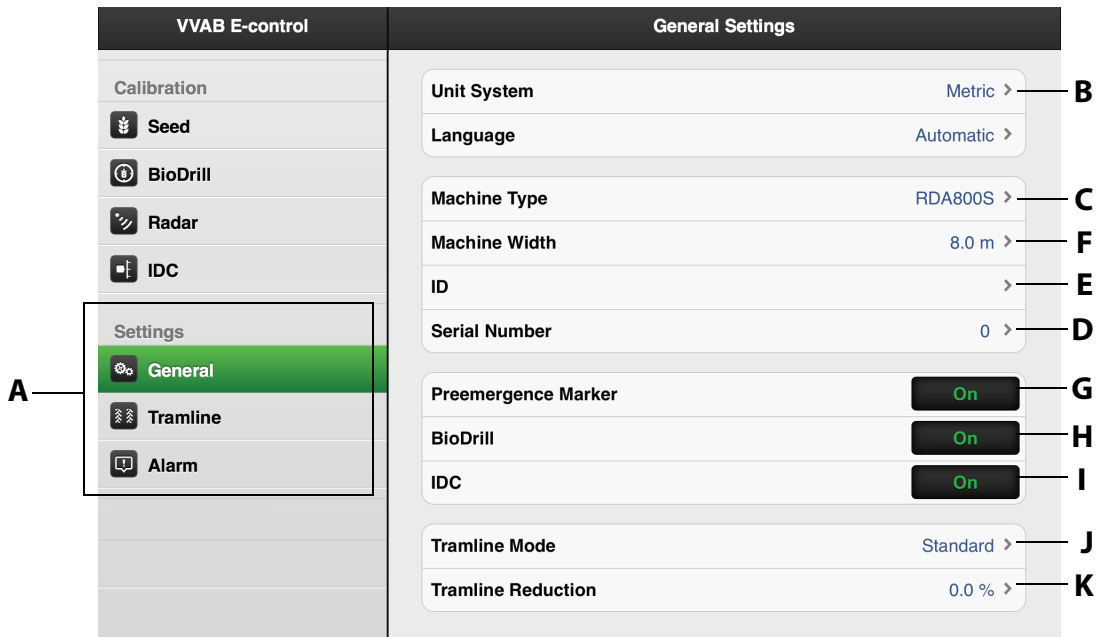 VVAB E-control
General Settings
Calibration
Seed
BioDrill
Radar
IDC
Settings
General
Tramline
Alarm
A
Unit System Metric B
Language Automatic
Machine Type RDA800S C
Machine Width 8.0 m F
ID E
Serial Number 0 D
Preemergence Marker On G
BioDrill On H
IDC On I
Tramline Mode Standard J
Tramline Reduction 0.0 % K